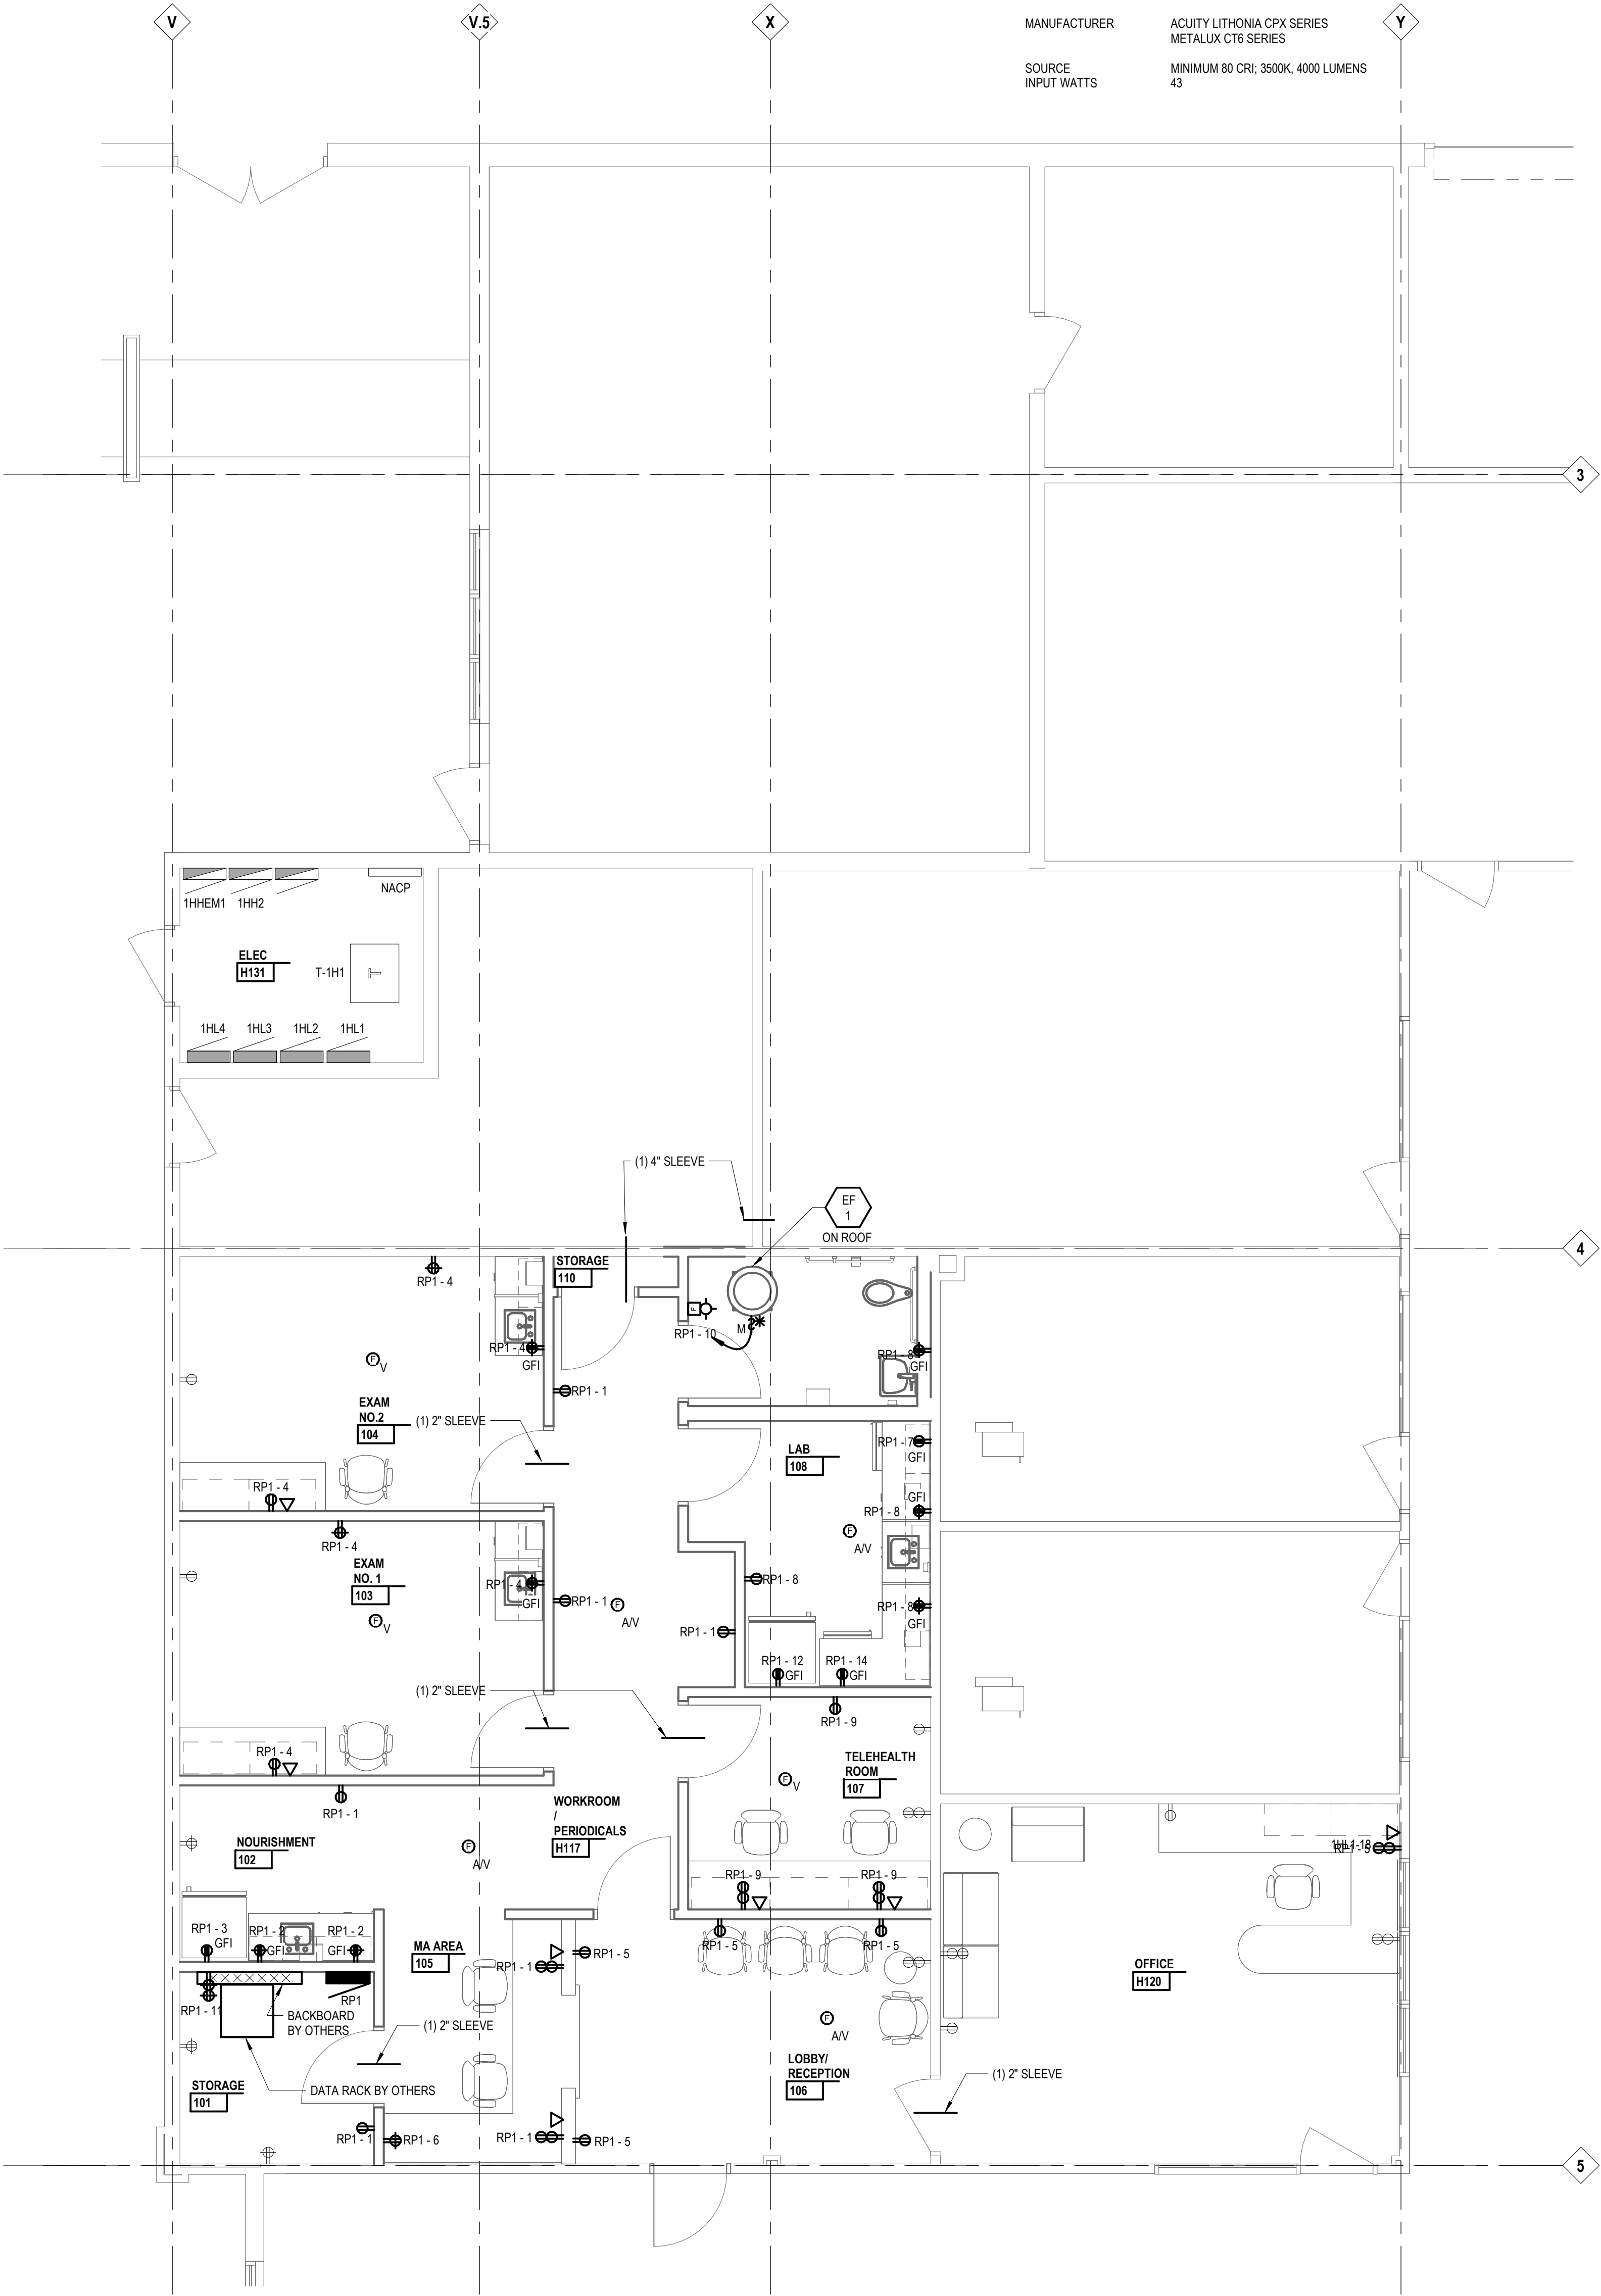 V
V.5
X
Y
MANUFACTURER
ACUITY LITHONIA CPX SERIES
METALUX CT6 SERIES
SOURCE
MINIMUM 80 CRI; 3500K, 4000 LUMENS
INPUT WATTS
43
3
1HHEM1
1HH2
NACP
ELEC
H131
T-1H1
1HL4
1HL3
1HL2
1HL1
(1) 4" SLEEVE
EF
1
ON ROOF
4
STORAGE
110
RP1 - 4
F
RP1 - 10
M
RP1 - 4
GFI
RP1 - 8
GFI
F
V
RP1 - 1
EXAM
NO.2
104
(1) 2" SLEEVE
LAB
108
RP1 - 7
GFI
RP1 - 4
GFI
RP1 - 8
F
A/V
RP1 - 4
EXAM
NO. 1
103
RP1 - 4
GFI
RP1 - 8
RP1 - 1
F
A/V
RP1 - 8
GFI
F
V
RP1 - 1
RP1 - 12
GFI
RP1 - 14
GFI
(1) 2" SLEEVE
RP1 - 9
RP1 - 4
TELEHEALTH
ROOM
107
F
V
RP1 - 1
WORKROOM
/
PERIODICALS
H117
NOURISHMENT
102
F
A/V
1HL1-18
RP1 - 5
RP1 - 9
RP1 - 9
RP1 - 3
GFI
RP1 - 2
GFI
RP1 - 2
GFI
MA AREA
105
RP1 - 1
RP1 - 5
RP1 - 5
RP1 - 5
OFFICE
H120
RP1 - 11
RP1
BACKBOARD
BY OTHERS
(1) 2" SLEEVE
F
A/V
LOBBY/
RECEPTION
106
(1) 2" SLEEVE
STORAGE
101
DATA RACK BY OTHERS
RP1 - 1
RP1 - 6
RP1 - 1
RP1 - 5
5